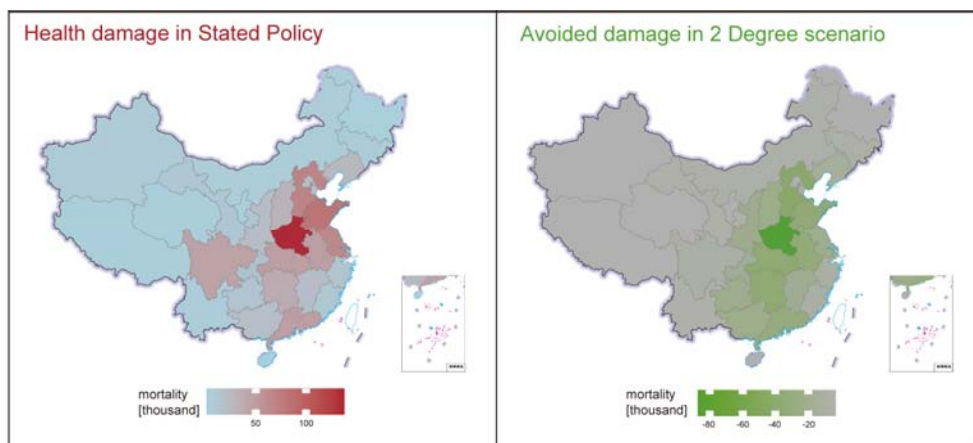 Health damage in Stated Policy
Avoided damage in 2 Degree scenario
mortality
[thousand]
50
100
mortality
[thousand]
-80
-60
-40
-20